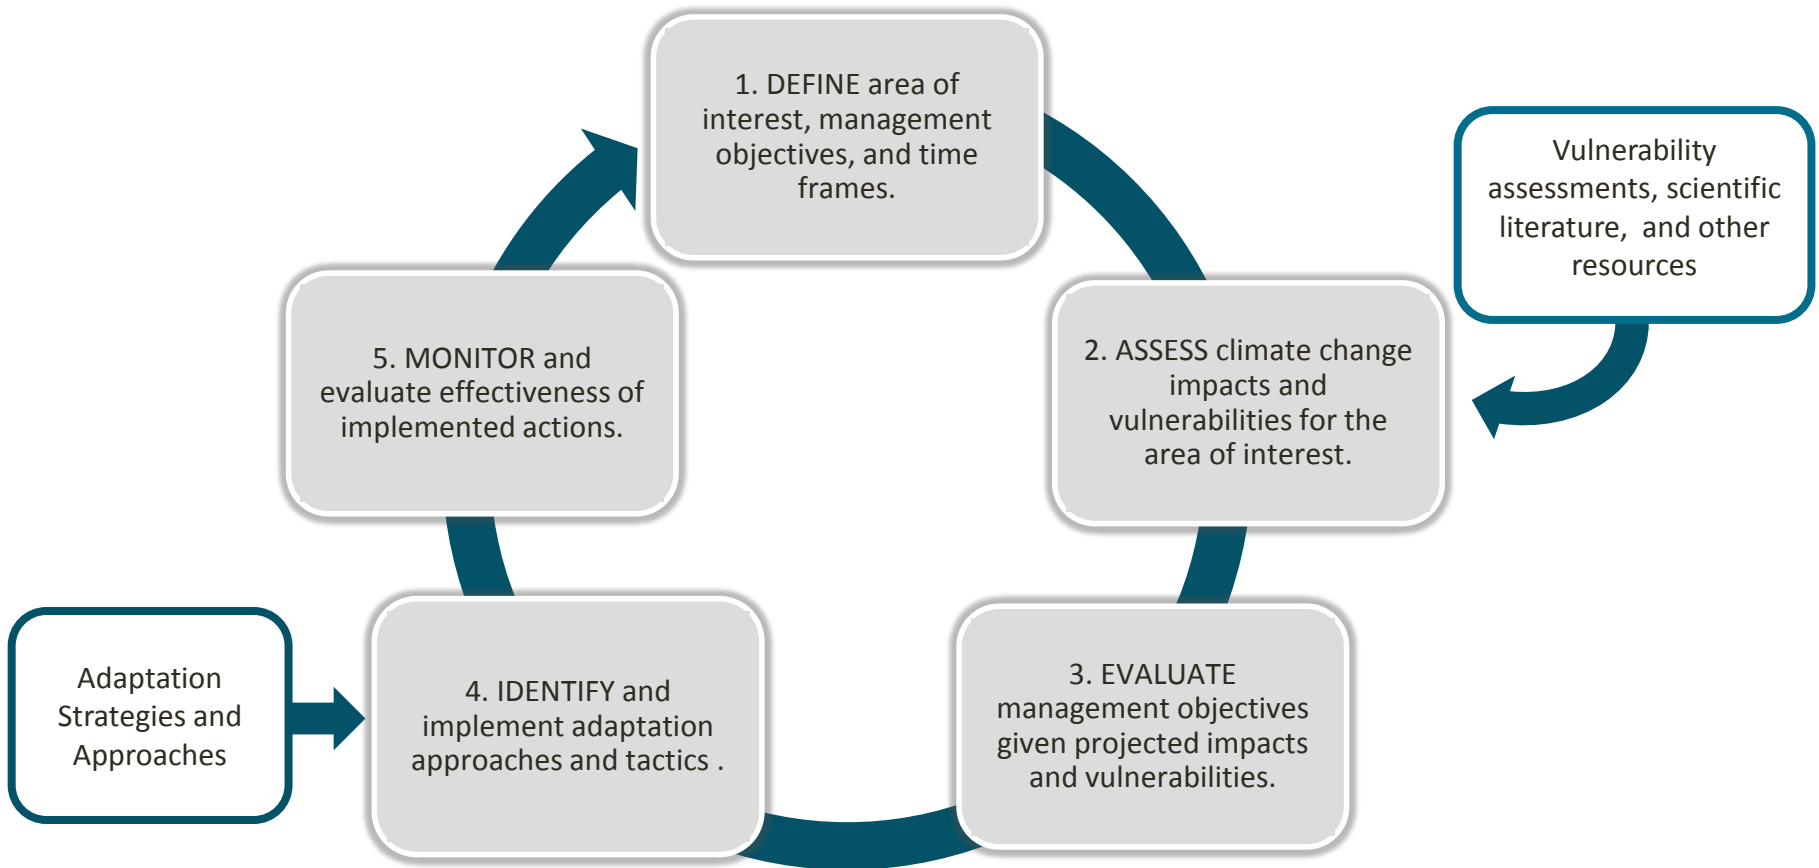 1. DEFINE area of
interest, management
objectives, and time
frames.
Vulnerability
assessments, scientific
literature,  and other
resources
2. ASSESS climate change
impacts and
vulnerabilities for the
area of interest.
3. EVALUATE
management objectives
given projected impacts
and vulnerabilities.
4. IDENTIFY and
implement adaptation
approaches and tactics .
Adaptation
Strategies and
Approaches
5. MONITOR and
evaluate effectiveness of
implemented actions.